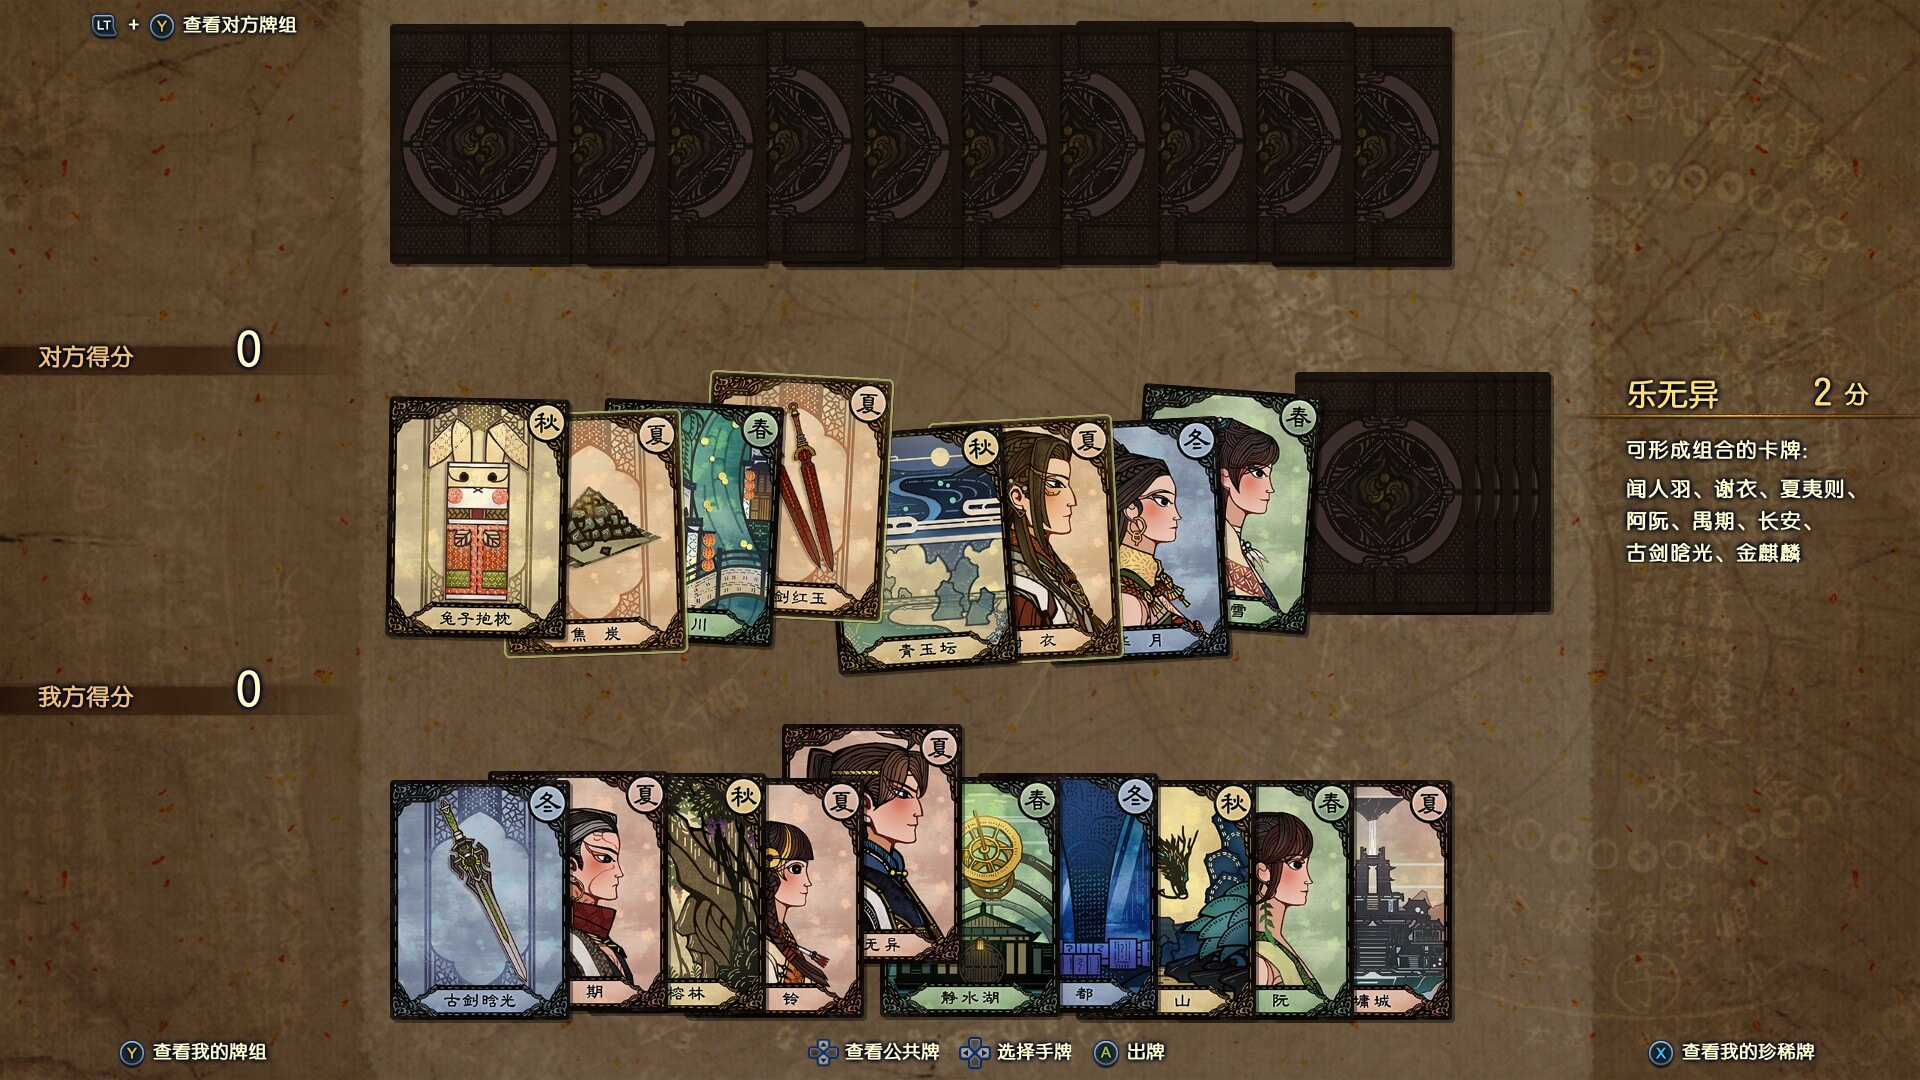 LT + Y 查看对方牌组
对方得分 0
秋 兔子抱枕
夏 焦炭
春 川
夏 剑红玉
秋 青玉坛
夏 衣
冬 月
春 雪
乐无异 2 分
可形成组合的卡牌:
闻人羽、谢衣、夏夷则、
阿阮、禺期、长安、
古剑晗光、金麒麟
我方得分 0
冬 古剑晗光
夏 期
秋 榕林
夏 铃
夏 无异
春 静水湖
冬 都
秋 山
春 阮
夏 墉城
Y 查看我的牌组
查看公共牌 选择手牌 A 出牌
X 查看我的珍稀牌